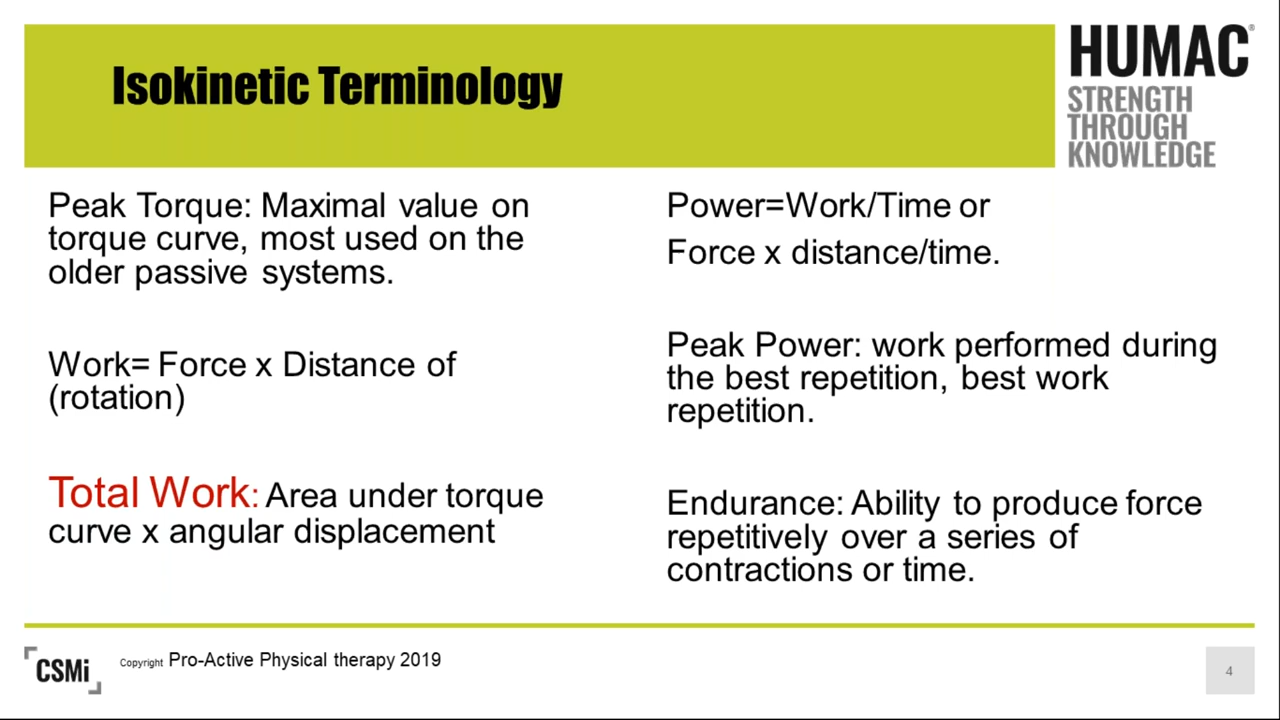 Isokinetic Terminology
HUMAC®
STRENGTH
THROUGH
KNOWLEDGE
Peak Torque: Maximal value on
torque curve, most used on the
older passive systems.
Work= Force x Distance of
(rotation)
Total Work: Area under torque
curve x angular displacement
Power=Work/Time or
Force x distance/time.
Peak Power: work performed during
the best repetition, best work
repetition.
Endurance: Ability to produce force
repetitively over a series of
contractions or time.
CSMi
Copyright Pro-Active Physical therapy 2019
4